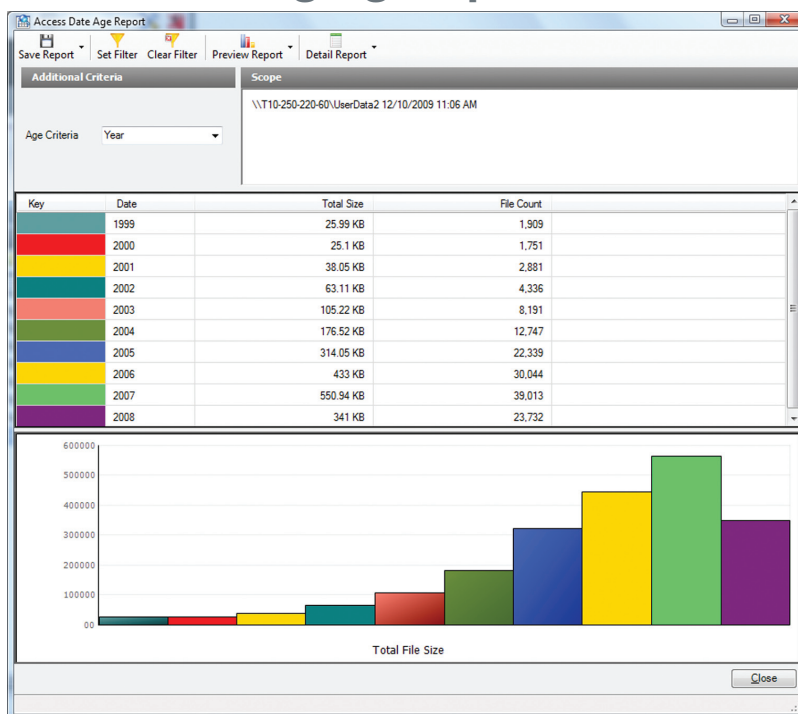 Access Date Age Report
Save Report Set Filter Clear Filter Preview Report Detail Report
Additional Criteria Scope
\\T10-250-220-60\UserData2 12/10/2009 11:06 AM
Age Criteria Year
Key Date Total Size File Count
1999 25.99 KB 1,909
2000 25.1 KB 1,751
2001 38.05 KB 2,881
2002 63.11 KB 4,336
2003 105.22 KB 8,191
2004 176.52 KB 12,747
2005 314.05 KB 22,339
2006 433 KB 30,044
2007 550.94 KB 39,013
2008 341 KB 23,732
600000
500000
400000
300000
200000
100000
00
Total File Size
Close